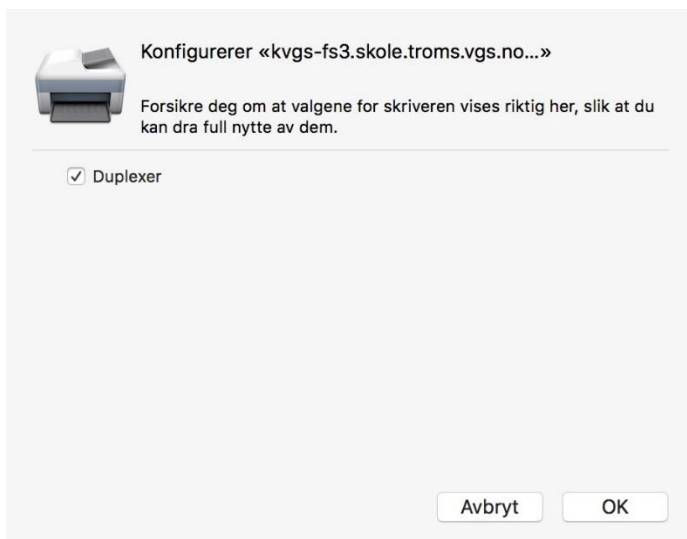 Konfigurerer «kvgs-fs3.skole.troms.vgs.no...»
Forsikre deg om at valgene for skriveren vises riktig her, slik at du
kan dra full nytte av dem.
Duplexer
Avbryt
OK